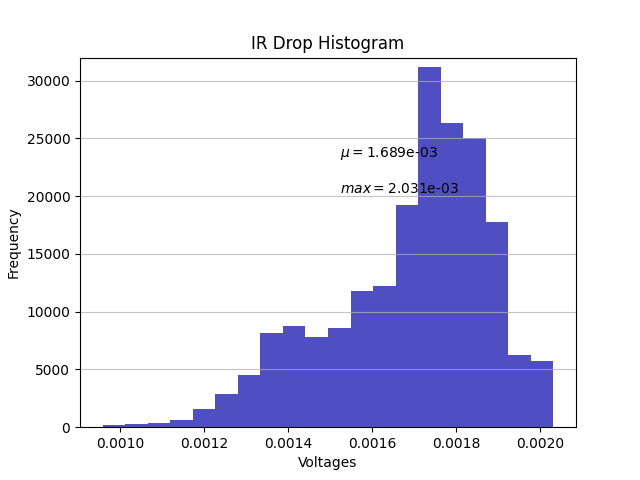 IR Drop Histogram
30000
25000
20000
15000
10000
5000
0
Frequency
μ = 1.689e-03
max = 2.031e-03
0.0010 0.0012 0.0014 0.0016 0.0018 0.0020
Voltages